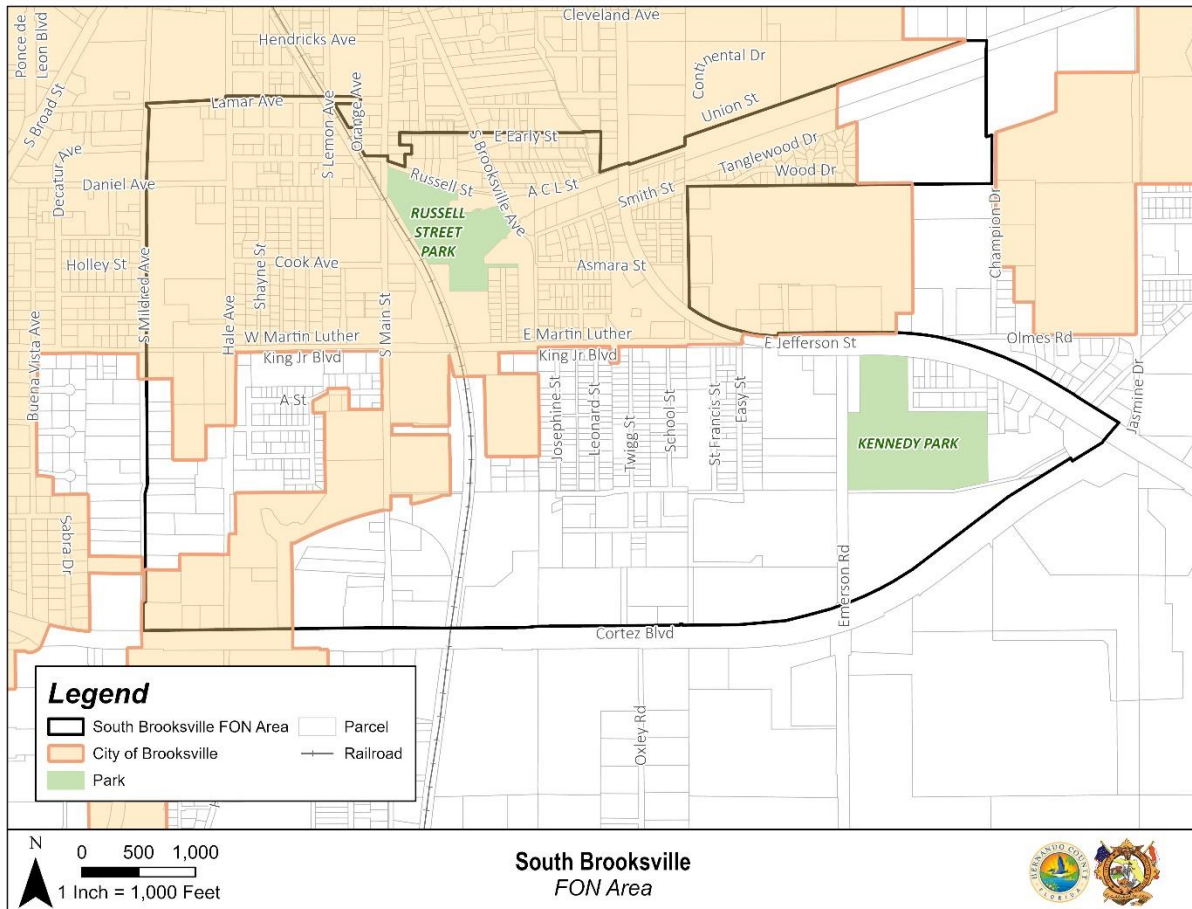 Cleveland Ave
Ponce de
Leon Blvd
Hendricks Ave
Continental Dr
S Broad St
Lamar Ave
S Lemon Ave
Orange Ave
Union St
E Early St
S Brooksville Ave
Decatur Ave
Daniel Ave
Russell St
A C L St
Smith St
Tanglewood Dr
Wood Dr
RUSSELL
STREET
PARK
Holley St
S Mildred Ave
Shayne St
Cook Ave
Asmara St
Champion Dr
Buena Vista Ave
Hale Ave
W Martin Luther
King Jr Blvd
S Main St
E Martin Luther
King Jr Blvd
E Jefferson St
Olmes Rd
Jasmine Dr
A St
Josephine St
Leonard St
Twigg St
School St
St Francis St
Easy St
KENNEDY PARK
Sabra Dr
Emerson Rd
Cortez Blvd
Oxley Rd
Legend
South Brooksville FON Area
Parcel
City of Brooksville
Railroad
Park
N
0 500 1,000
1 Inch = 1,000 Feet
South Brooksville
FON Area
HERNANDO COUNTY
FLORIDA